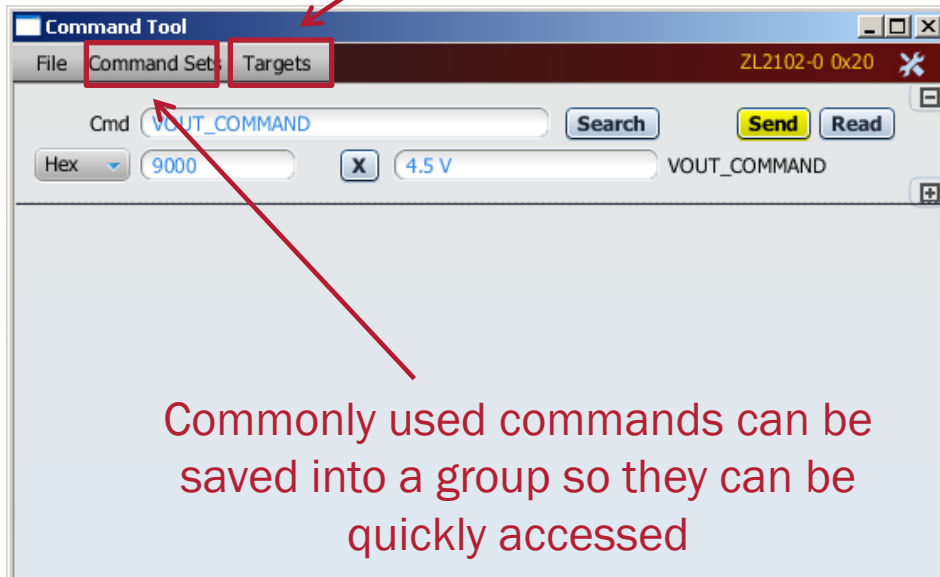 Command Tool
File Command Sets Targets ZL2102-0 0x20
Cmd VOUT_COMMAND Search Send Read
Hex 9000 X 4.5 V VOUT_COMMAND
Commonly used commands can be
saved into a group so they can be
quickly accessed